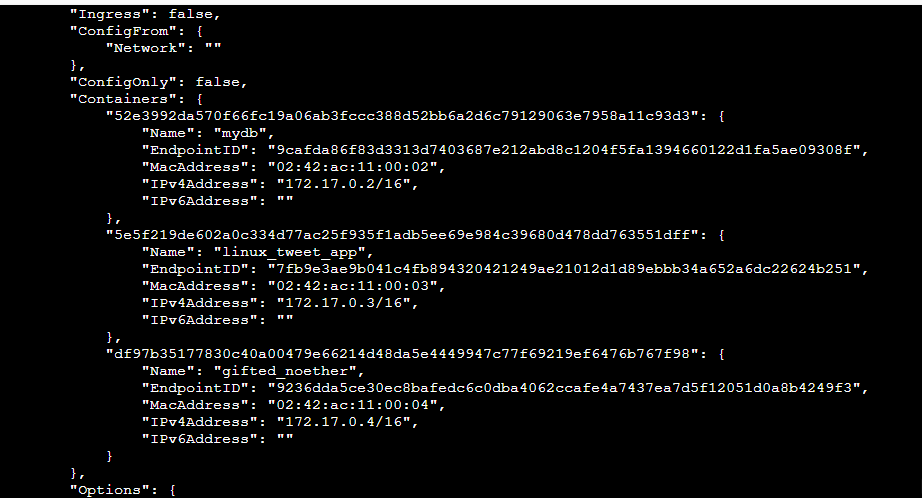 "Ingress": false,
"ConfigFrom": {
"Network": ""
},
"ConfigOnly": false,
"Containers": {
"52e3992da570f66fc19a06ab3fccc388d52bb6a2d6c79129063e7958a11c93d3": {
"Name": "mydb",
"EndpointID": "9cafda86f83d3313d7403687e212abd8c1204f5fa1394660122d1fa5ae09308f",
"MacAddress": "02:42:ac:11:00:02",
"IPv4Address": "172.17.0.2/16",
"IPv6Address": ""
},
"5e5f219de602a0c334d77ac25f935f1adb5ee69e984c39680d478dd763551dff": {
"Name": "linux_tweet_app",
"EndpointID": "7fb9e3ae9b041c4fb894320421249ae21012d1d89ebbb34a652a6dc22624b251",
"MacAddress": "02:42:ac:11:00:03",
"IPv4Address": "172.17.0.3/16",
"IPv6Address": ""
},
"df97b35177830c40a00479e66214d48da5e4449947c77f69219ef6476b767f98": {
"Name": "gifted_noether",
"EndpointID": "9236dda5ce30ec8bafedc6c0dba4062ccafe4a7437ea7d5f12051d0a8b4249f3",
"MacAddress": "02:42:ac:11:00:04",
"IPv4Address": "172.17.0.4/16",
"IPv6Address": ""
}
},
"Options": {